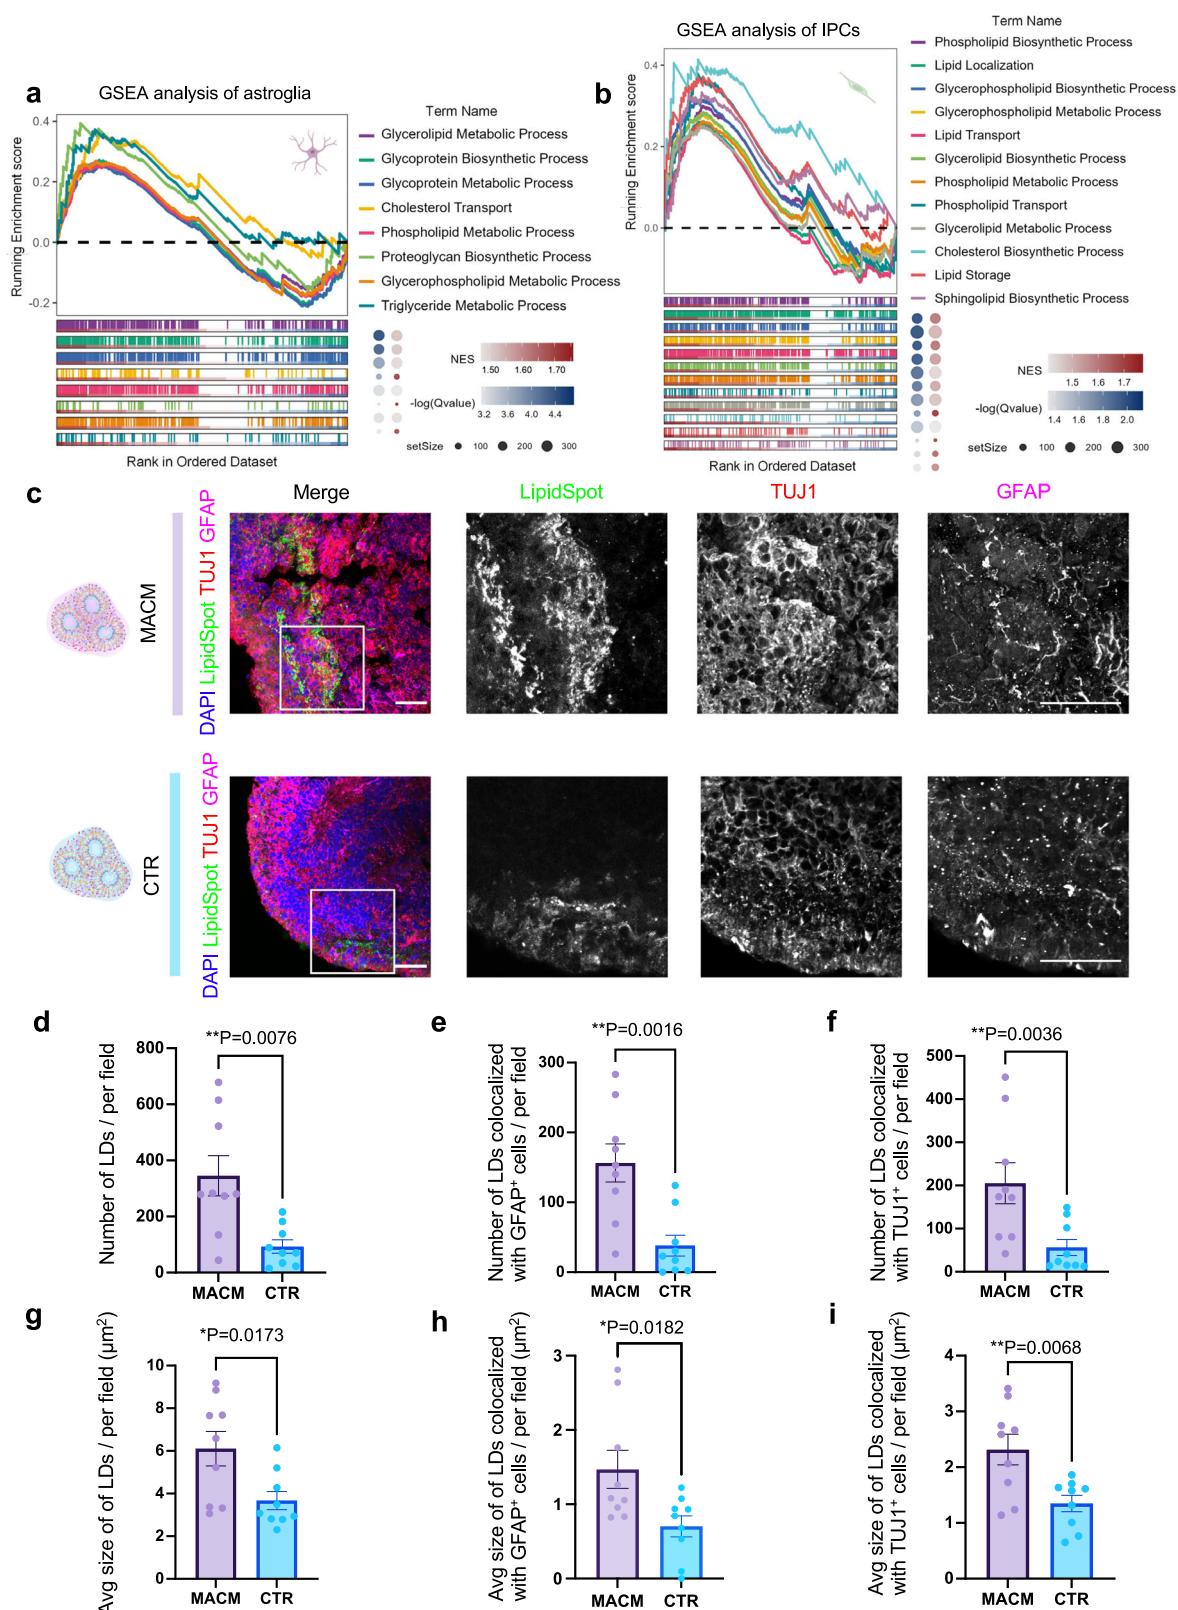 a
GSEA analysis of astroglia
Running Enrichment score
0.4
0.2
0.0
-0.2
Rank in Ordered Dataset
Term Name
Glycerolipid Metabolic Process
Glycoprotein Biosynthetic Process
Glycoprotein Metabolic Process
Cholesterol Transport
Phospholipid Metabolic Process
Proteoglycan Biosynthetic Process
Glycerophospholipid Metabolic Process
Triglyceride Metabolic Process
NES
1.50 1.60 1.70
-log(Qvalue)
3.2 3.6 4.0 4.4
setSize 100 200 300
b
GSEA analysis of IPCs
Running Enrichment score
0.4
0.2
0.0
Rank in Ordered Dataset
Term Name
Phospholipid Biosynthetic Process
Lipid Localization
Glycerophospholipid Biosynthetic Process
Glycerophospholipid Metabolic Process
Lipid Transport
Glycerolipid Biosynthetic Process
Phospholipid Metabolic Process
Phospholipid Transport
Glycerolipid Metabolic Process
Cholesterol Biosynthetic Process
Lipid Storage
Sphingolipid Biosynthetic Process
NES
1.5 1.6 1.7
-log(Qvalue)
1.4 1.6 1.8 2.0
setSize 100 200 300
c
Merge
LipidSpot
TUJ1
GFAP
MACM
DAPI LipidSpot TUJ1 GFAP
CTR
DAPI LipidSpot TUJ1 GFAP
d
**P=0.0076
Number of LDs / per field
800
600
400
200
0
MACM CTR
e
**P=0.0016
Number of LDs colocalized
with GFAP+ cells / per field
300
200
100
0
MACM CTR
f
**P=0.0036
Number of LDs colocalized
with TUJ1+ cells / per field
500
400
300
200
100
0
MACM CTR
g
*P=0.0173
Avg size of of LDs / per field (µm²)
10
8
6
4
2
0
MACM CTR
h
*P=0.0182
Avg size of of LDs colocalized
with GFAP+ cells / per field (µm²)
3
2
1
0
MACM CTR
i
**P=0.0068
Avg size of of LDs colocalized
with TUJ1+ cells / per field (µm²)
4
3
2
1
0
MACM CTR